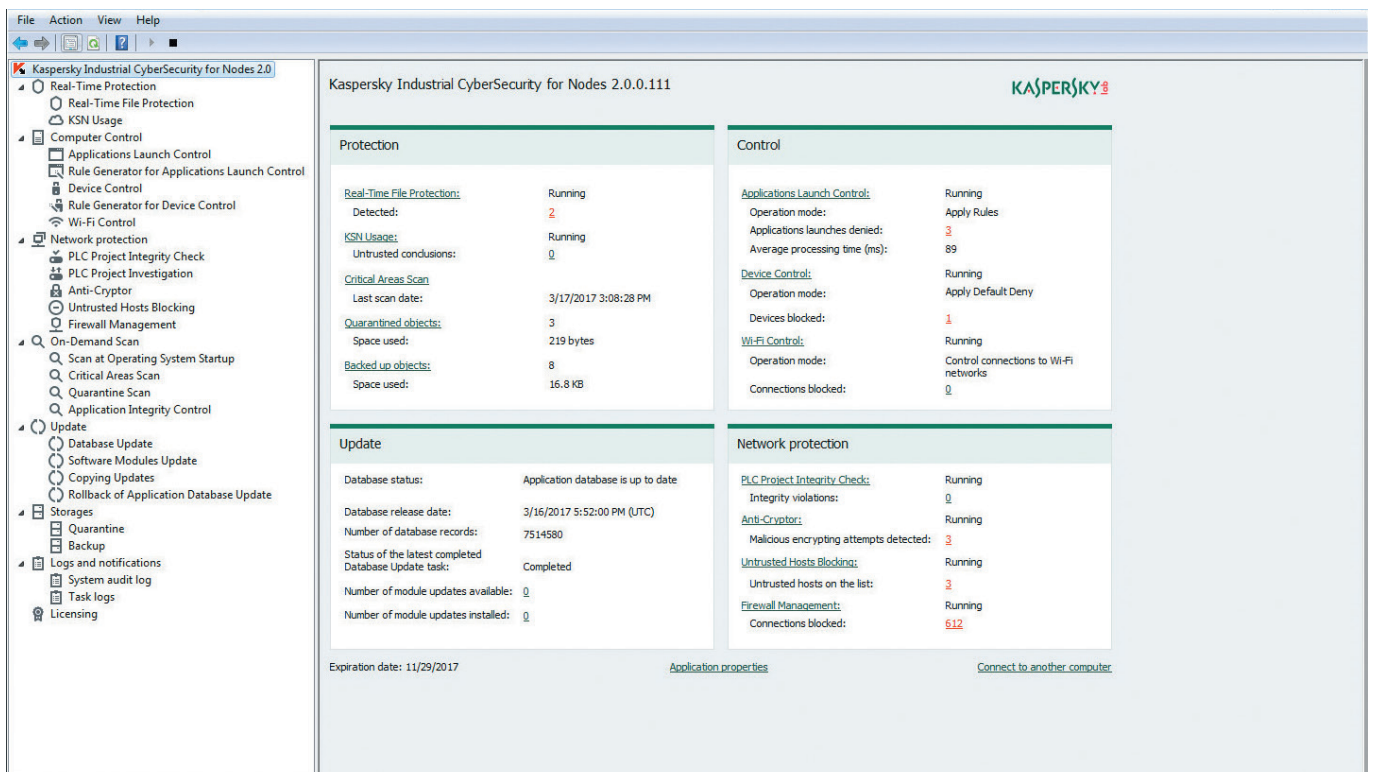 File Action View Help
Kaspersky Industrial CyberSecurity for Nodes 2.0
Real-Time Protection
Real-Time File Protection
KSN Usage
Computer Control
Applications Launch Control
Rule Generator for Applications Launch Control
Device Control
Rule Generator for Device Control
Wi-Fi Control
Network protection
PLC Project Integrity Check
PLC Project Investigation
Anti-Cryptor
Untrusted Hosts Blocking
Firewall Management
On-Demand Scan
Scan at Operating System Startup
Critical Areas Scan
Quarantine Scan
Application Integrity Control
Update
Database Update
Software Modules Update
Copying Updates
Rollback of Application Database Update
Storages
Quarantine
Backup
Logs and notifications
System audit log
Task logs
Licensing
Kaspersky Industrial CyberSecurity for Nodes 2.0.0.111
KASPERSKY
Protection
Real-Time File Protection: Running
Detected: 2
KSN Usage: Running
Untrusted conclusions: 0
Critical Areas Scan
Last scan date: 3/17/2017 3:08:28 PM
Quarantined objects: 3
Space used: 219 bytes
Backed up objects: 8
Space used: 16.8 KB
Control
Applications Launch Control: Running
Operation mode: Apply Rules
Applications launches denied: 3
Average processing time (ms): 89
Device Control: Running
Operation mode: Apply Default Deny
Devices blocked: 1
Wi-Fi Control: Running
Operation mode: Control connections to Wi-Fi
networks
Connections blocked: 0
Update
Database status: Application database is up to date
Database release date: 3/16/2017 5:52:00 PM (UTC)
Number of database records: 7514580
Status of the latest completed
Database Update task: Completed
Number of module updates available: 0
Number of module updates installed: 0
Network protection
PLC Project Integrity Check: Running
Integrity violations: 0
Anti-Cryptor: Running
Malicious encrypting attempts detected: 3
Untrusted Hosts Blocking: Running
Untrusted hosts on the list: 3
Firewall Management: Running
Connections blocked: 612
Expiration date: 11/29/2017
Application properties
Connect to another computer